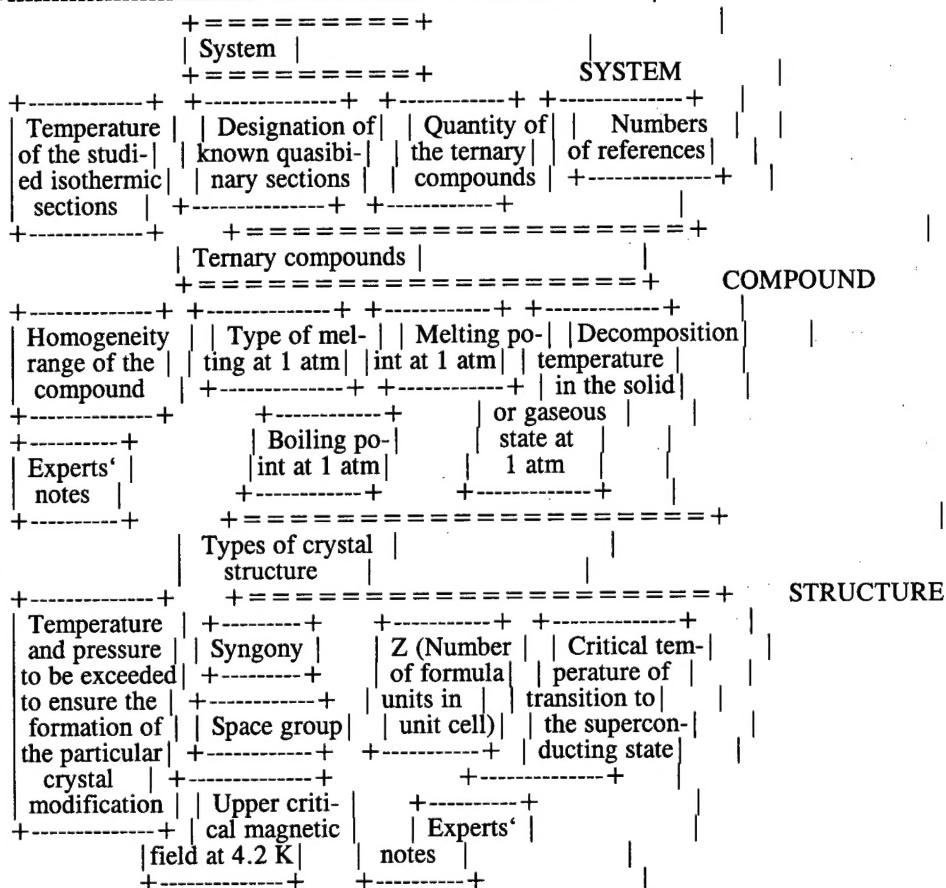 System
SYSTEM
Temperature
of the studi-
ed isothermic
sections
Designation of
known quasibi-
nary sections
Quantity of
the ternary
compounds
Numbers
of references
Ternary compounds
COMPOUND
Homogeneity
range of the
compound
Type of mel-
ting at 1 atm
Melting po-
int at 1 atm
Decomposition
temperature
in the solid
or gaseous
state at
1 atm
Boiling po-
int at 1 atm
Experts‘
notes
Types of crystal
structure
STRUCTURE
Temperature
and pressure
to be exceeded
to ensure the
formation of
the particular
crystal
modification
Syngony
Space group
Upper criti-
cal magnetic
field at 4.2 K
Z (Number
of formula
units in
unit cell)
Critical tem-
perature of
transition to
the supercon-
ducting state
Experts‘
notes